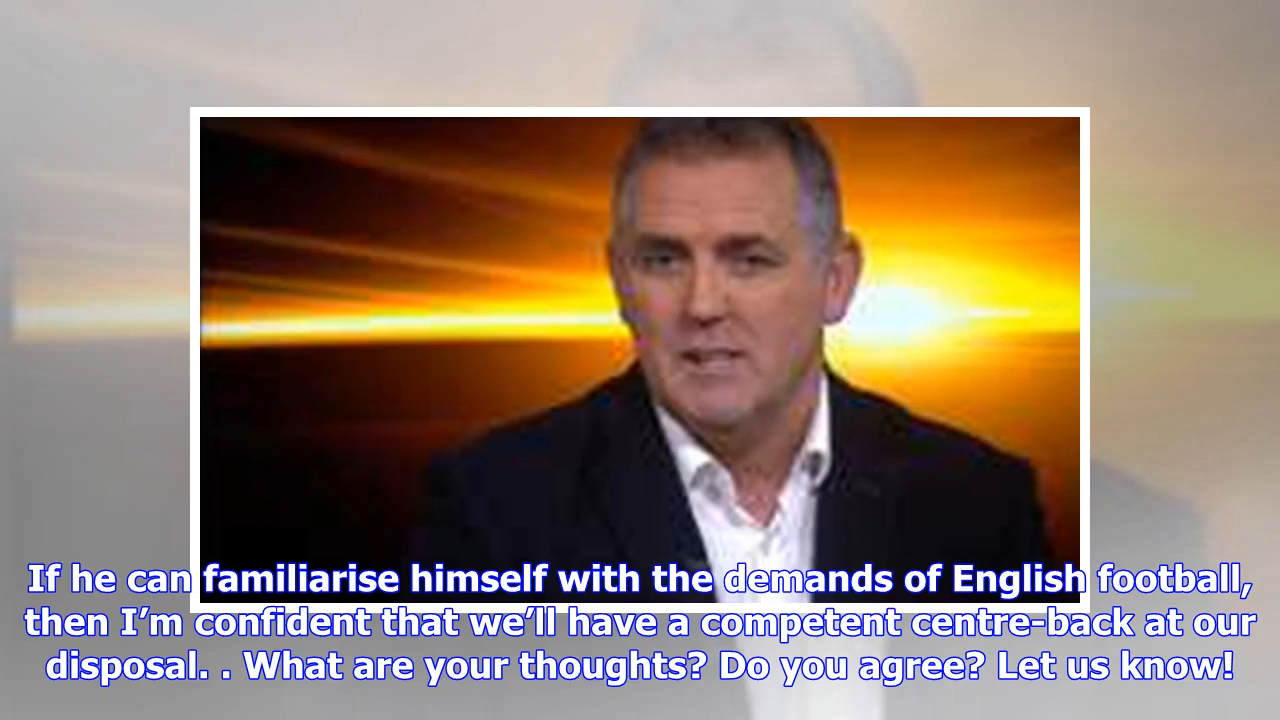 If he can familiarise himself with the demands of English football,
then I’m confident that we’ll have a competent centre-back at our
disposal. . What are your thoughts? Do you agree? Let us know!